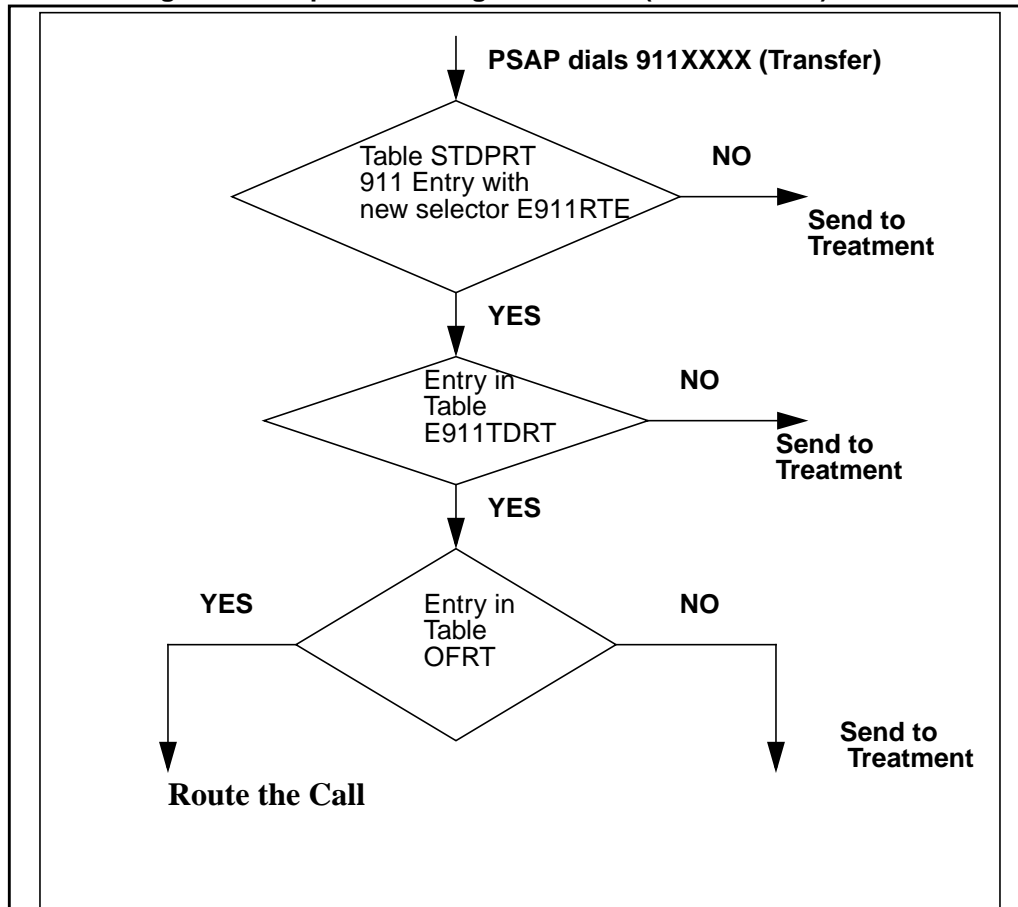 PSAP dials 911XXXX (Transfer)
Table STDPRT
911 Entry with
new selector E911RTE
NO
Send to
Treatment
YES
Entry in
Table
E911TDRT
NO
Send to
Treatment
YES
YES
Entry in
Table
OFRT
NO
Send to
Treatment
Route the Call